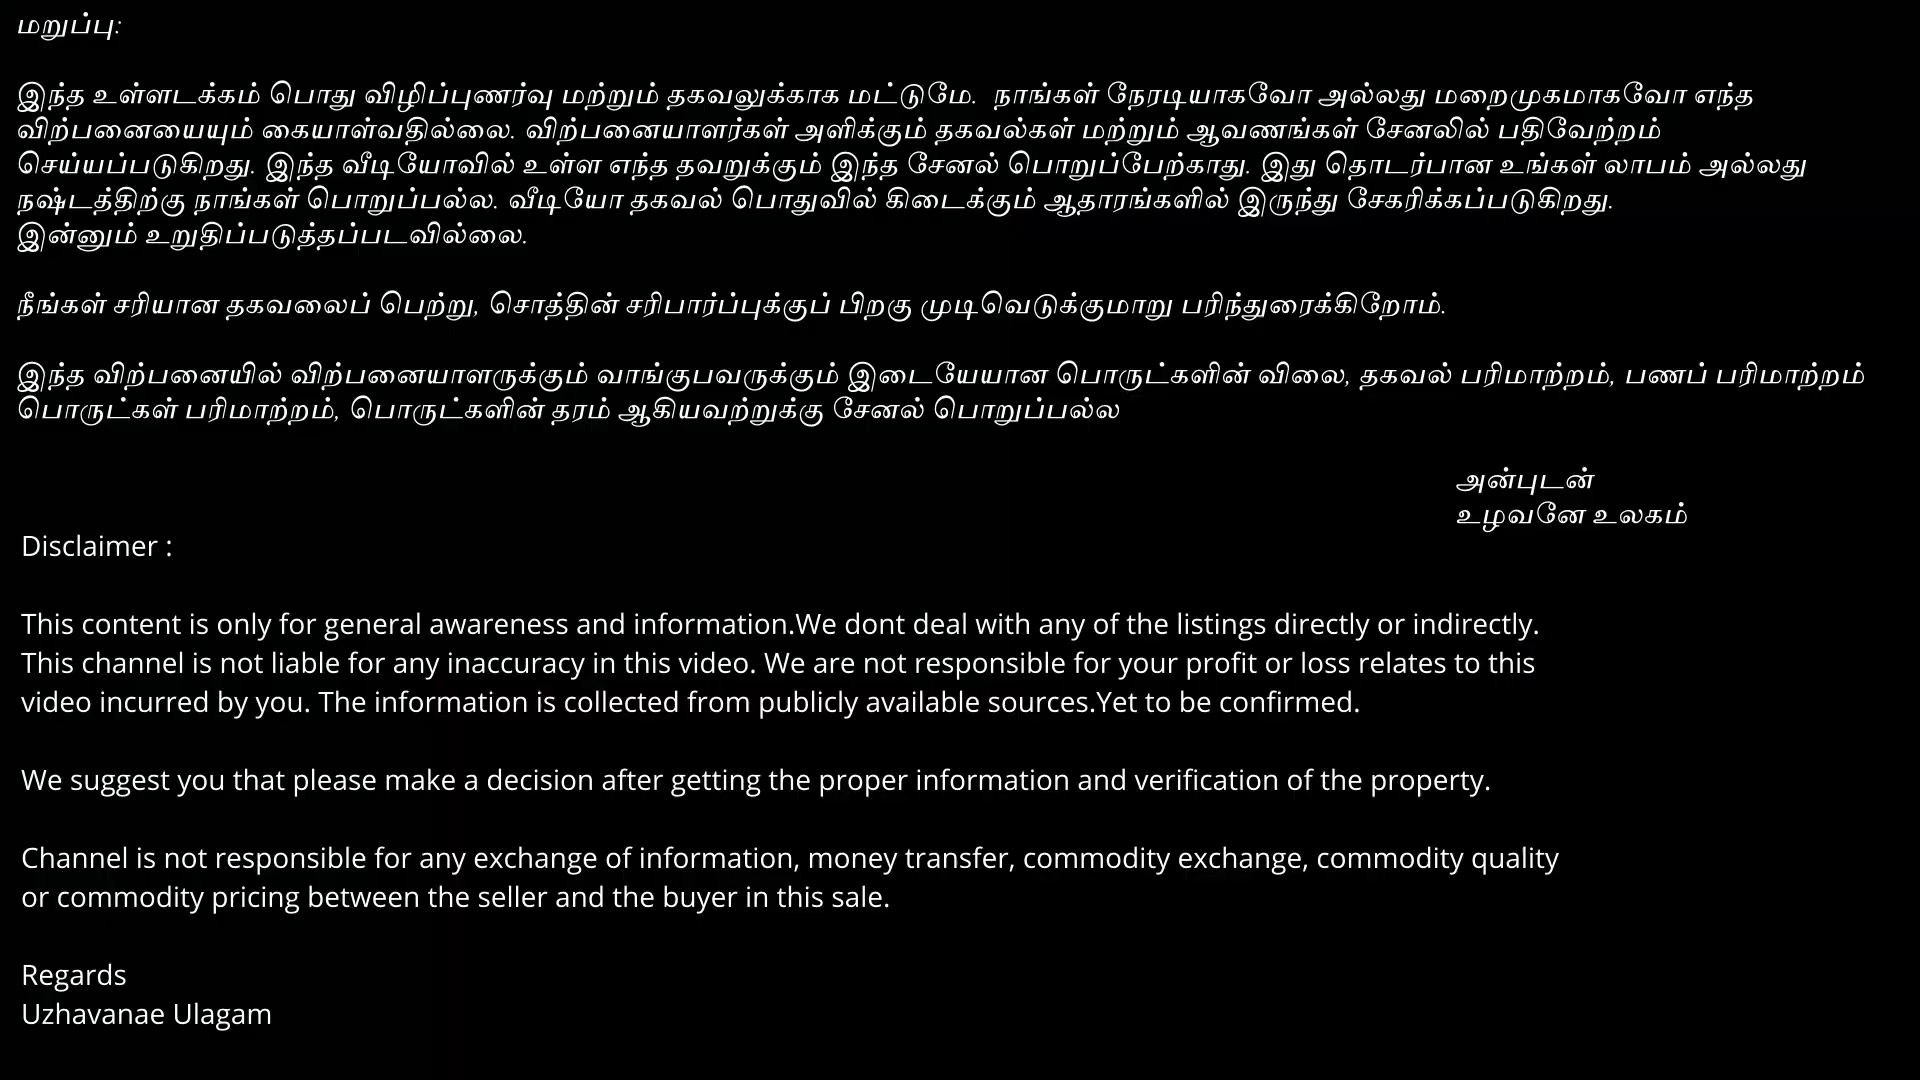 மறுப்பு:
இந்த உள்ளடக்கம் பொது விழிப்புணர்வு மற்றும் தகவலுக்காக மட்டுமே. நாங்கள் நேரடியாகவோ அல்லது மறைமுகமாகவோ எந்த
விற்பனையையும் கையாள்வதில்லை. விற்பனையாளர்கள் அளிக்கும் தகவல்கள் மற்றும் ஆவணங்கள் சேனலில் பதிவேற்றம்
செய்யப்படுகிறது. இந்த வீடியோவில் உள்ள எந்த தவறுக்கும் இந்த சேனல் பொறுப்பேற்காது. இது தொடர்பான உங்கள் லாபம் அல்லது
நஷ்டத்திற்கு நாங்கள் பொறுப்பல்ல. வீடியோ தகவல் பொதுவில் கிடைக்கும் ஆதாரங்களில் இருந்து சேகரிக்கப்படுகிறது.
இன்னும் உறுதிப்படுத்தப்படவில்லை.
நீங்கள் சரியான தகவலைப் பெற்று, சொத்தின் சரிபார்ப்புக்குப் பிறகு முடிவெடுக்குமாறு பரிந்துரைக்கிறோம்.
இந்த விற்பனையில் விற்பனையாளருக்கும் வாங்குபவருக்கும் இடையேயான பொருட்களின் விலை, தகவல் பரிமாற்றம், பணப் பரிமாற்றம்
பொருட்கள் பரிமாற்றம், பொருட்களின் தரம் ஆகியவற்றுக்கு சேனல் பொறுப்பல்ல
அன்புடன்
உழவனே உலகம்
Disclaimer :
This content is only for general awareness and information.We dont deal with any of the listings directly or indirectly.
This channel is not liable for any inaccuracy in this video. We are not responsible for your profit or loss relates to this
video incurred by you. The information is collected from publicly available sources.Yet to be confirmed.
We suggest you that please make a decision after getting the proper information and verification of the property.
Channel is not responsible for any exchange of information, money transfer, commodity exchange, commodity quality
or commodity pricing between the seller and the buyer in this sale.
Regards
Uzhavanae Ulagam